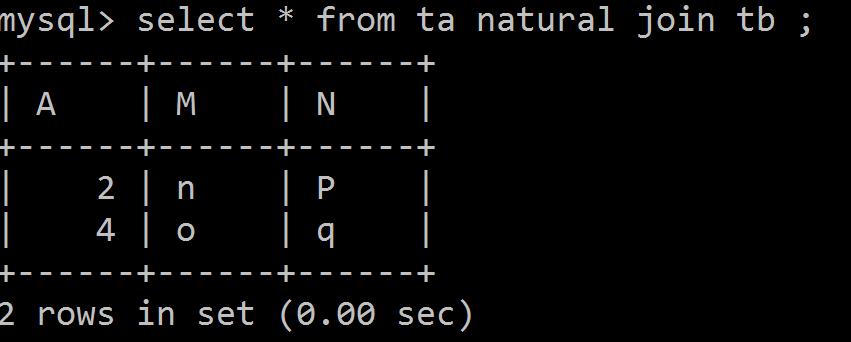 mysql> select * from ta natural join tb ;
+------+------+------+
| A    | M    | N    |
+------+------+------+
|    2 | n    | P    |
|    4 | o    | q    |
+------+------+------+
2 rows in set (0.00 sec)